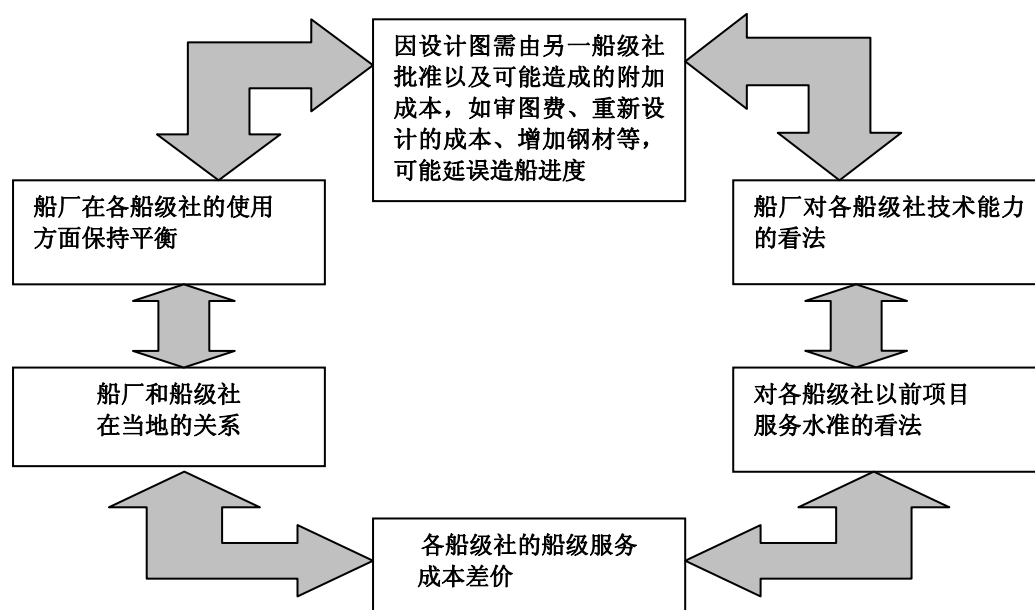 因设计图需由另一船级社
批准以及可能造成的附加
成本，如审图费、重新设
计的成本、增加钢材等，
可能延误造船进度
船厂在各船级社的使用
方面保持平衡
船厂对各船级社技术能力
的看法
船厂和船级社
在当地的关系
对各船级社以前项目
服务水准的看法
各船级社的船级服务
成本差价